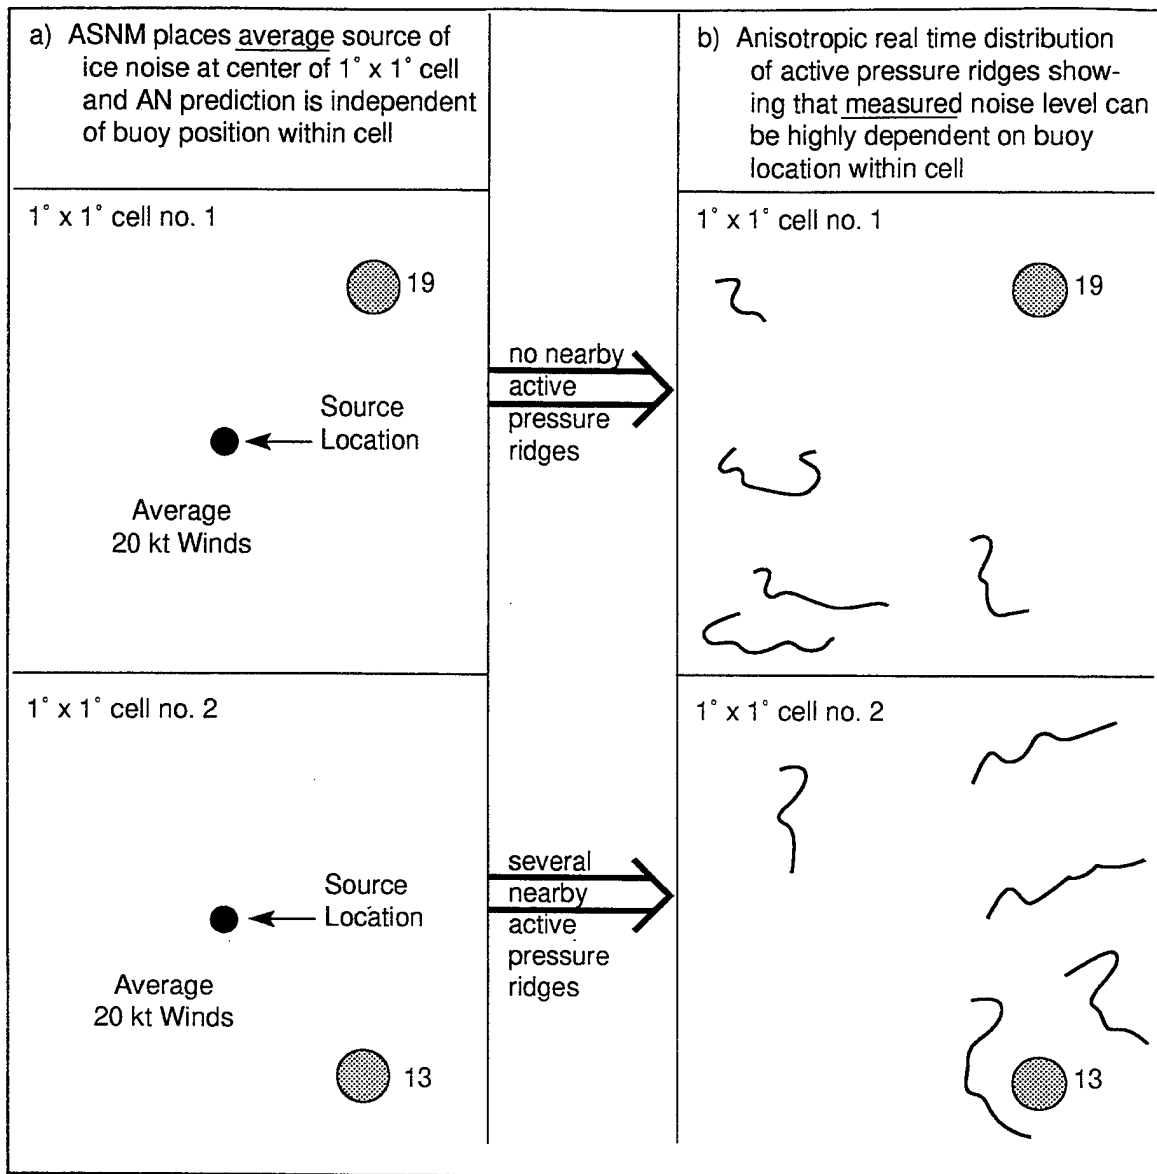 a) ASNM places average source of
ice noise at center of 1° x 1° cell
and AN prediction is independent
of buoy position within cell
b) Anisotropic real time distribution
of active pressure ridges show-
ing that measured noise level can
be highly dependent on buoy
location within cell
1° x 1° cell no. 1
19
Source
Location
Average
20 kt Winds
no nearby
active
pressure
ridges
1° x 1° cell no. 1
19
1° x 1° cell no. 2
Source
Location
Average
20 kt Winds
13
several
nearby
active
pressure
ridges
1° x 1° cell no. 2
13